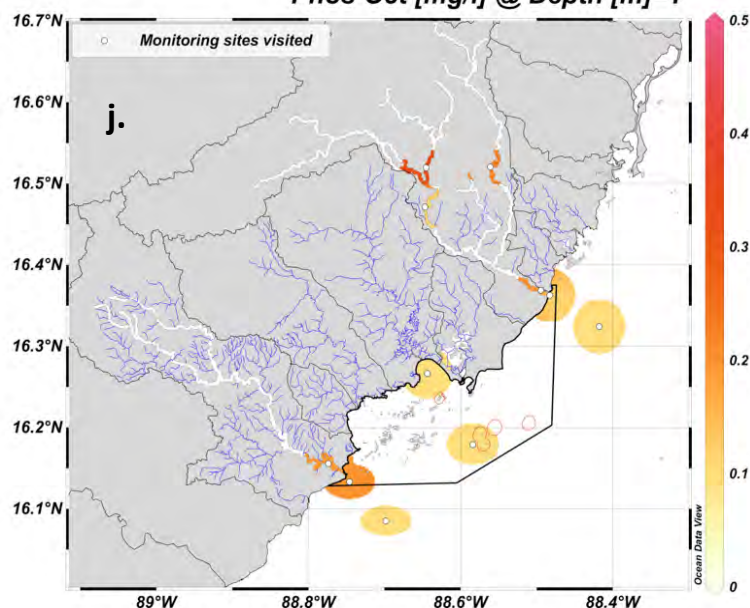 Phos Oct [mg/l] @ Depth [m]=1
Monitoring sites visited
j.
16.7°N
16.6°N
16.5°N
16.4°N
16.3°N
16.2°N
16.1°N
89°W
88.8°W
88.6°W
88.4°W
0.5
0.4
0.3
0.2
0.1
0
Ocean Data View